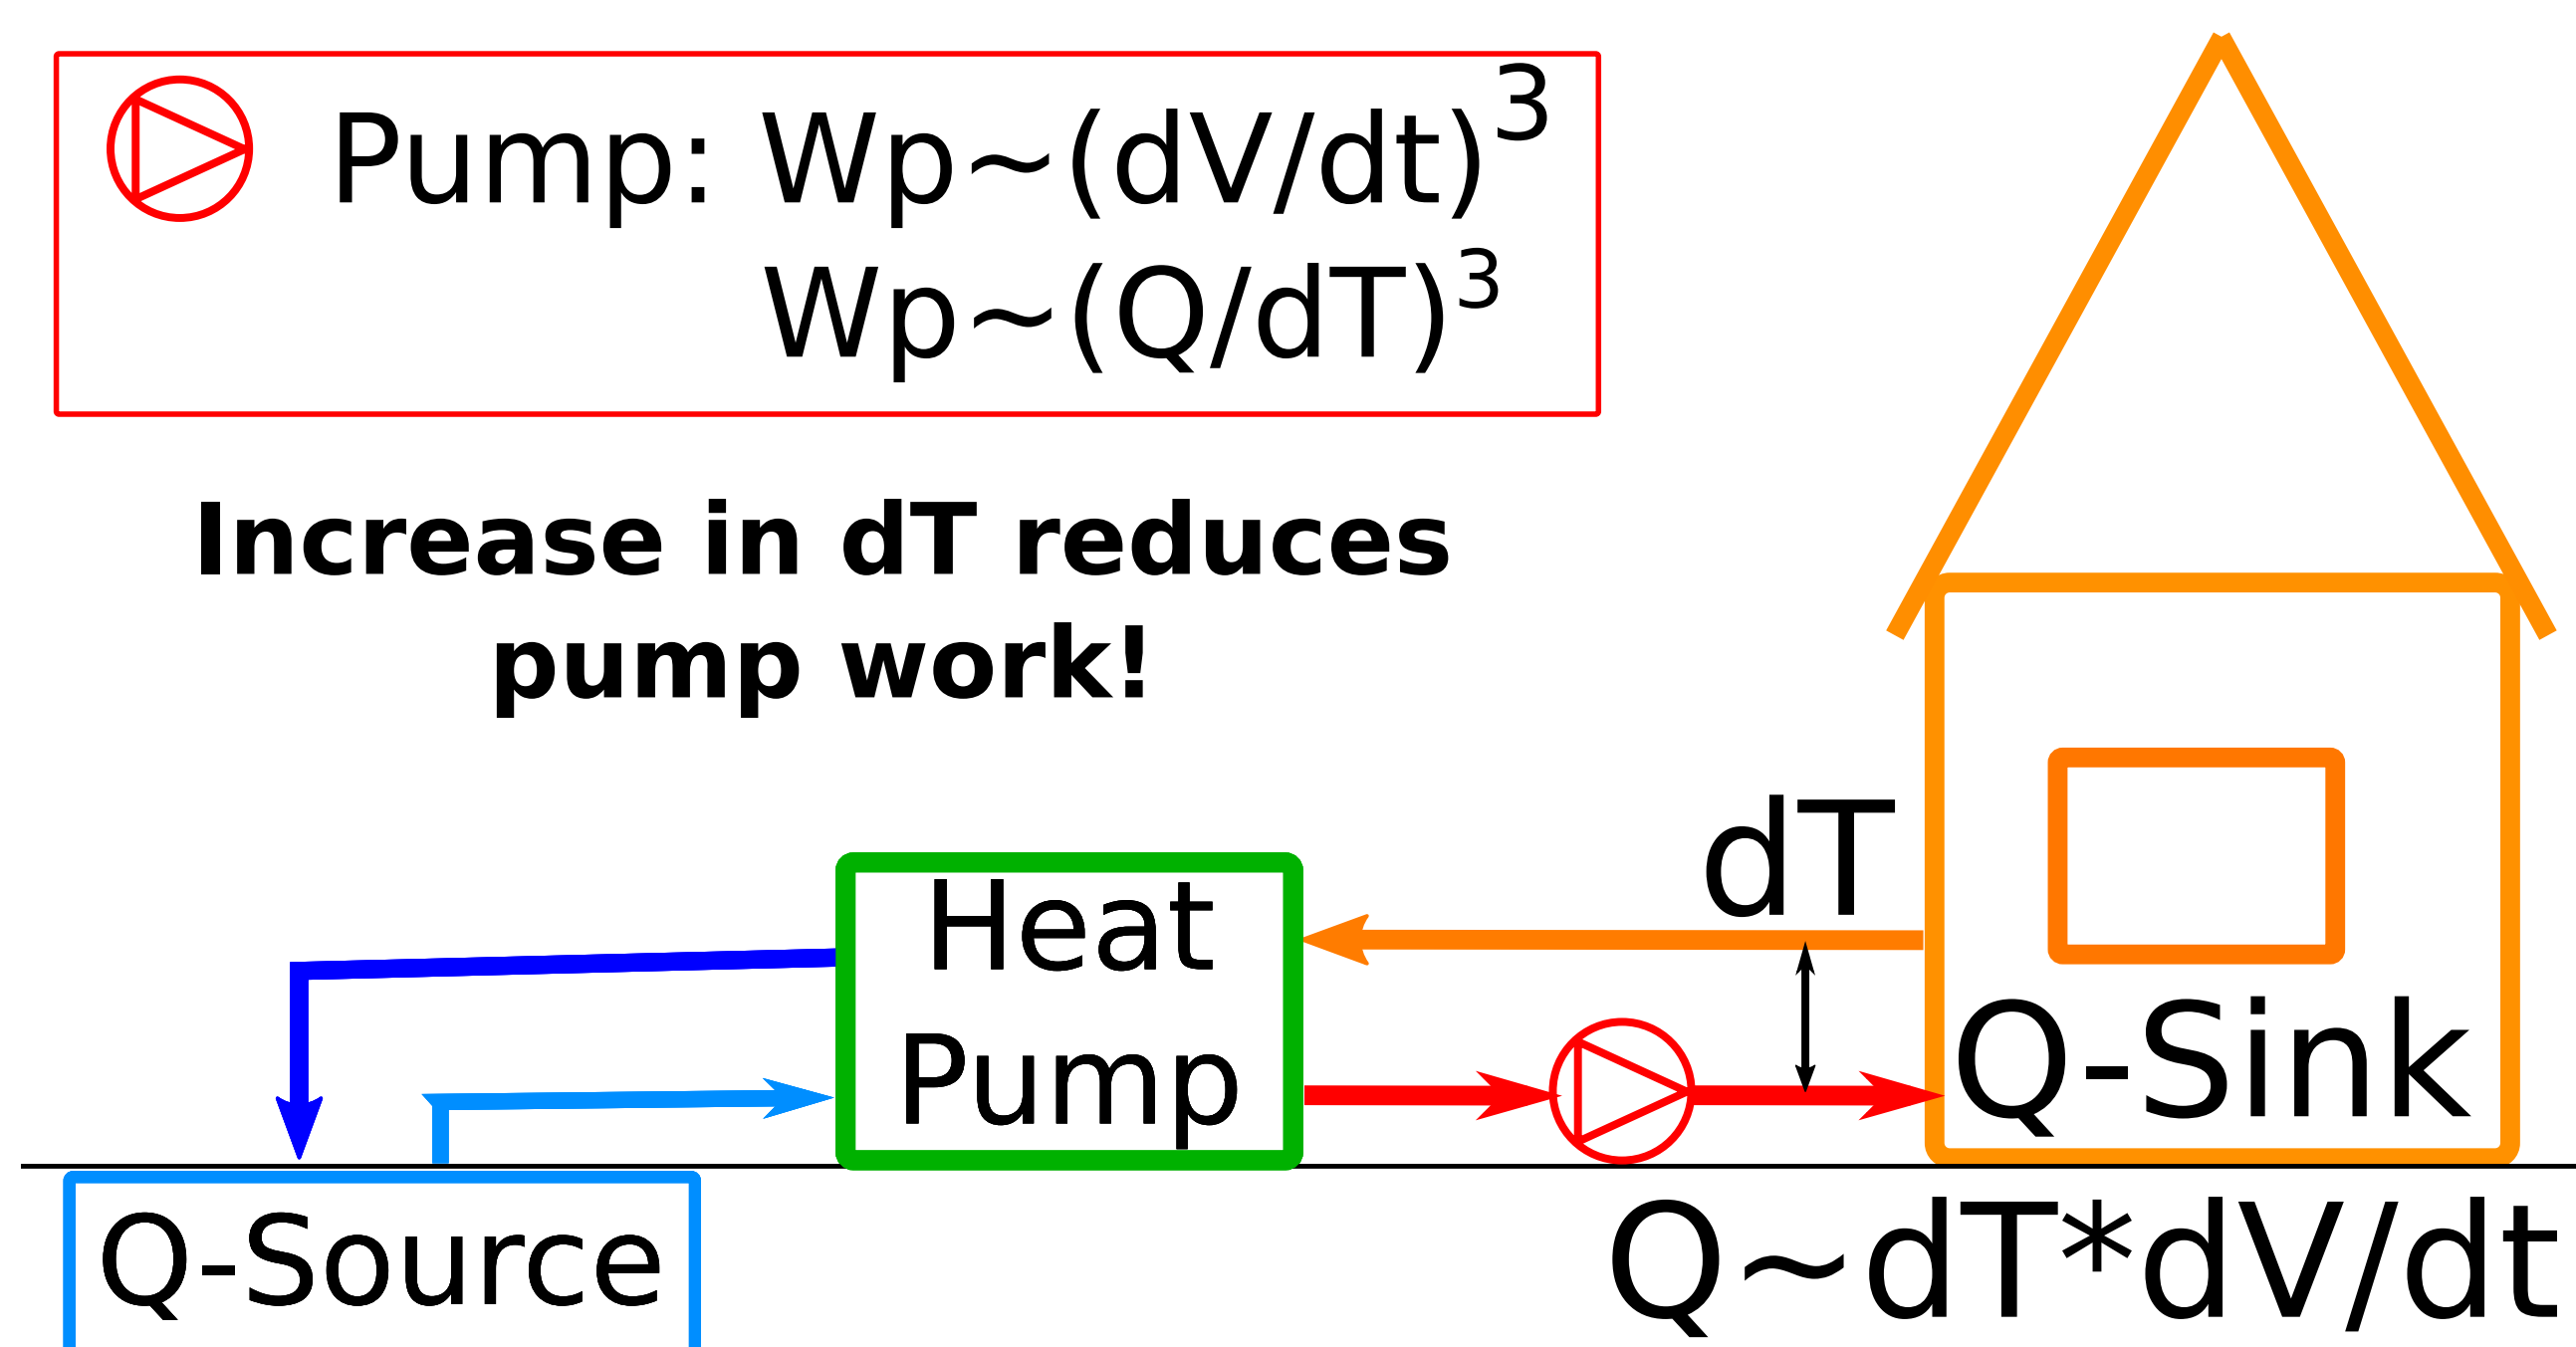 Pump: Wp~(dV/dt)³
Wp~(Q/dT)³
Increase in dT reduces
pump work!
dT
Heat
Pump
Q-Sink
Q-Source
Q~dT*dV/dt